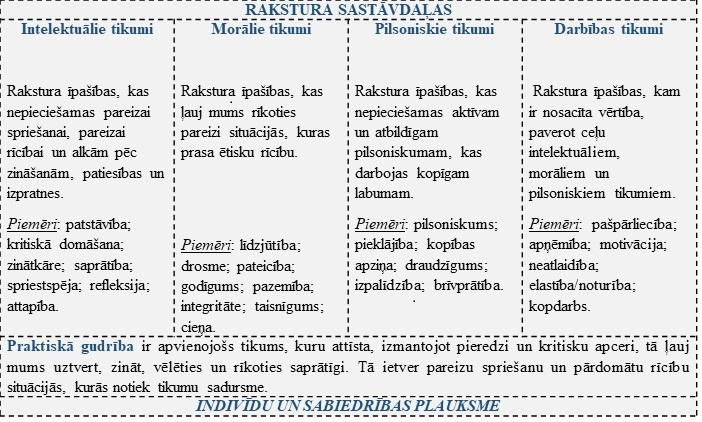 RAKSTURA SASTĀVDAĻAS
Intelektuālie tikumi
Rakstura īpašības, kas
nepieciešamas pareizai
spriešanai, pareizai
rīcībai un alkām pēc
zināšanām, patiesības un
izpratnes.
Piemēri: patstāvība;
kritiskā domāšana;
zinātkāre; saprātība;
spriestspēja; refleksija;
attapība.
Morālie tikumi
Rakstura īpašības, kas
ļauj mums rīkoties
pareizi situācijās, kuras
prasa ētisku rīcību.
Piemēri: līdzjūtība;
drosme; pateicība;
godīgums; pazemība;
integritāte; taisnīgums;
cieņa.
Pilsoniskie tikumi
Rakstura īpašības, kas
nepieciešamas aktīvam
un atbildīgam
pilsoniskumam, kas
darbojas kopīgam
labumam.
Piemēri: pilsoniskums;
pieklājība; kopības
apziņa; draudzīgums;
izpalīdzība; brīvprātība.
Darbības tikumi
Rakstura īpašības, kam
ir nosacīta vērtība,
paverot ceļu
intelektuāliem,
morāliem un
pilsoniskiem tikumiem.
Piemēri: pašpārliecība;
apņēmība; motivācija;
neatlaidība;
elastība/noturība;
kopdarbs.
Praktiskā gudrība ir apvienojošs tikums, kuru attīsta, izmantojot pieredzi un kritisku apceri, tā ļauj
mums uztvert, zināt, vēlēties un rīkoties saprātīgi. Tā ietver pareizu spriešanu un pārdomātu rīcību
situācijās, kurās notiek tikumu sadursme.
INDIVĪDU UN SABIEDRĪBAS PLAUKSME